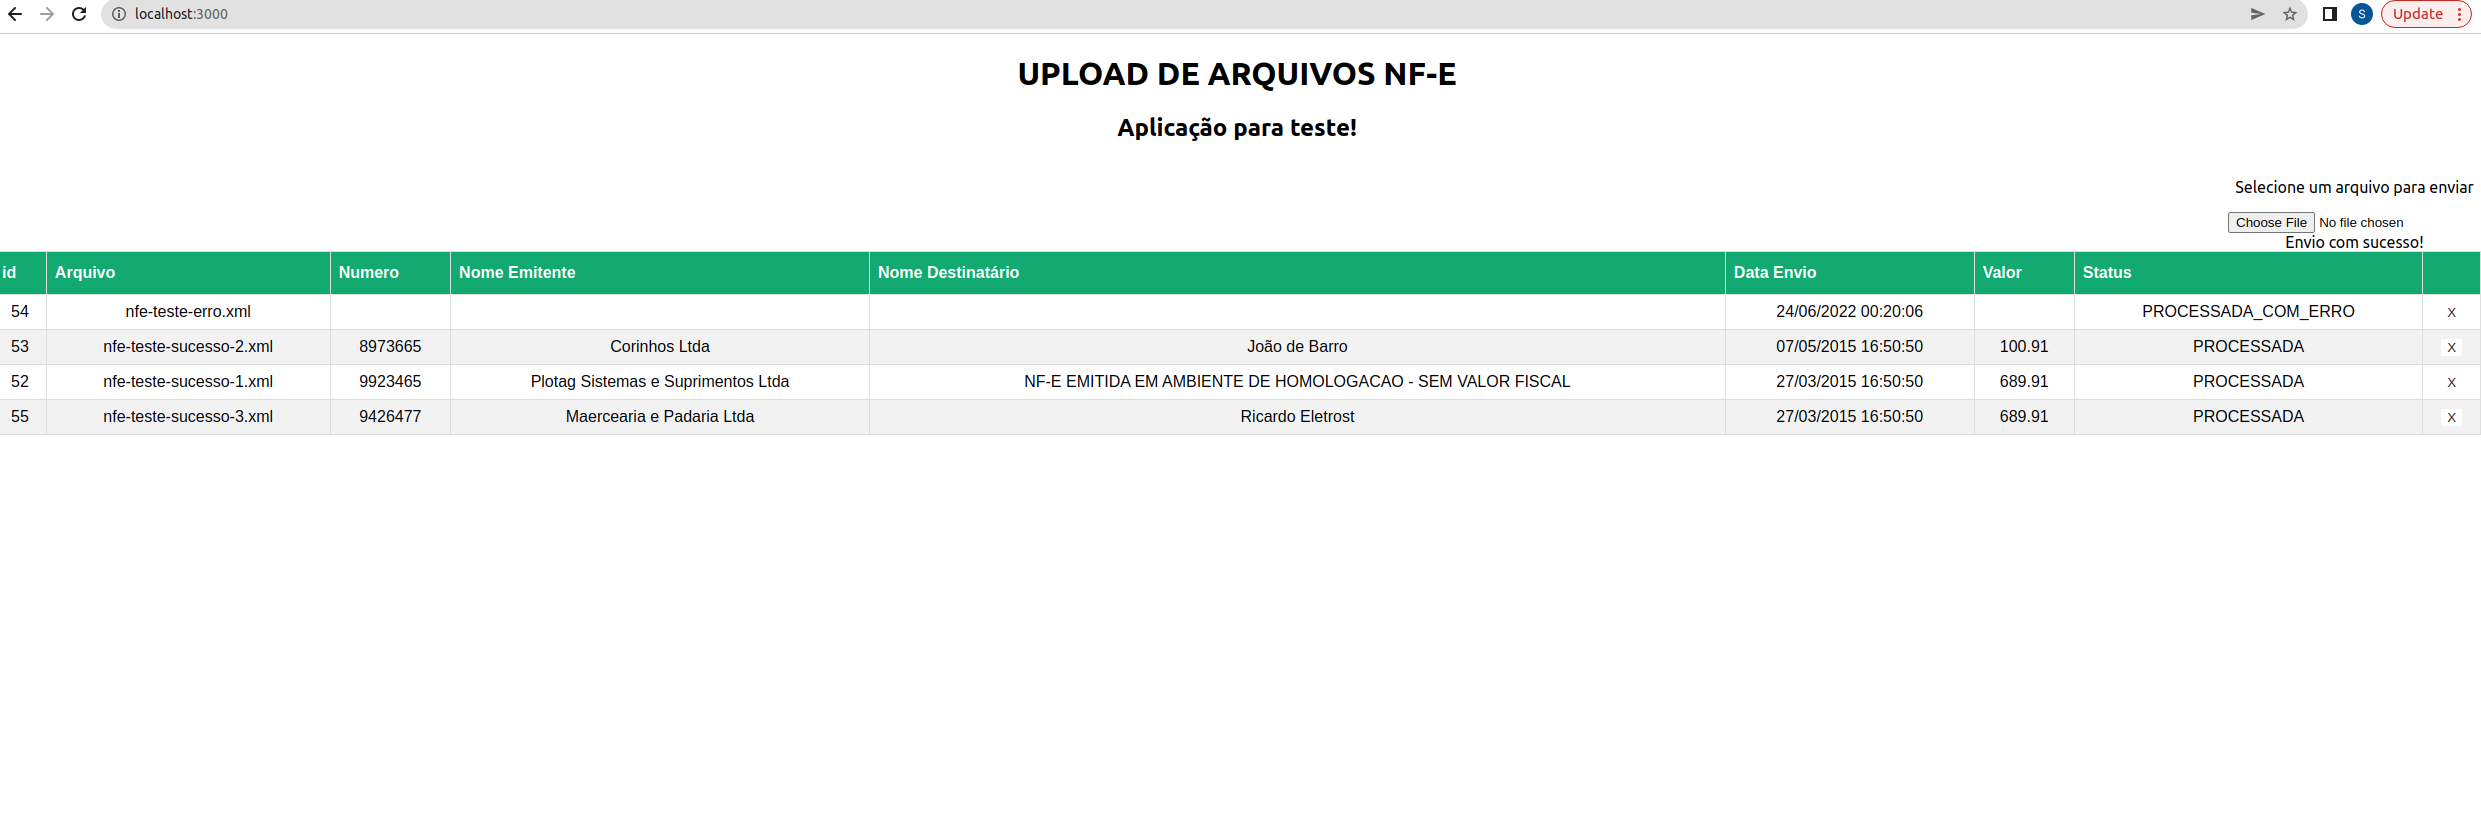 localhost:3000
S
Update
UPLOAD DE ARQUIVOS NF-E
Aplicação para teste!
Selecione um arquivo para enviar
Choose File No file chosen
Envio com sucesso!
id Arquivo Numero Nome Emitente Nome Destinatário Data Envio Valor Status
54 nfe-teste-erro.xml 24/06/2022 00:20:06 PROCESSADA_COM_ERRO X
53 nfe-teste-sucesso-2.xml 8973665 Corinhos Ltda João de Barro 07/05/2015 16:50:50 100.91 PROCESSADA X
52 nfe-teste-sucesso-1.xml 9923465 Plotag Sistemas e Suprimentos Ltda NF-E EMITIDA EM AMBIENTE DE HOMOLOGACAO - SEM VALOR FISCAL 27/03/2015 16:50:50 689.91 PROCESSADA X
55 nfe-teste-sucesso-3.xml 9426477 Maercearia e Padaria Ltda Ricardo Eletrost 27/03/2015 16:50:50 689.91 PROCESSADA X